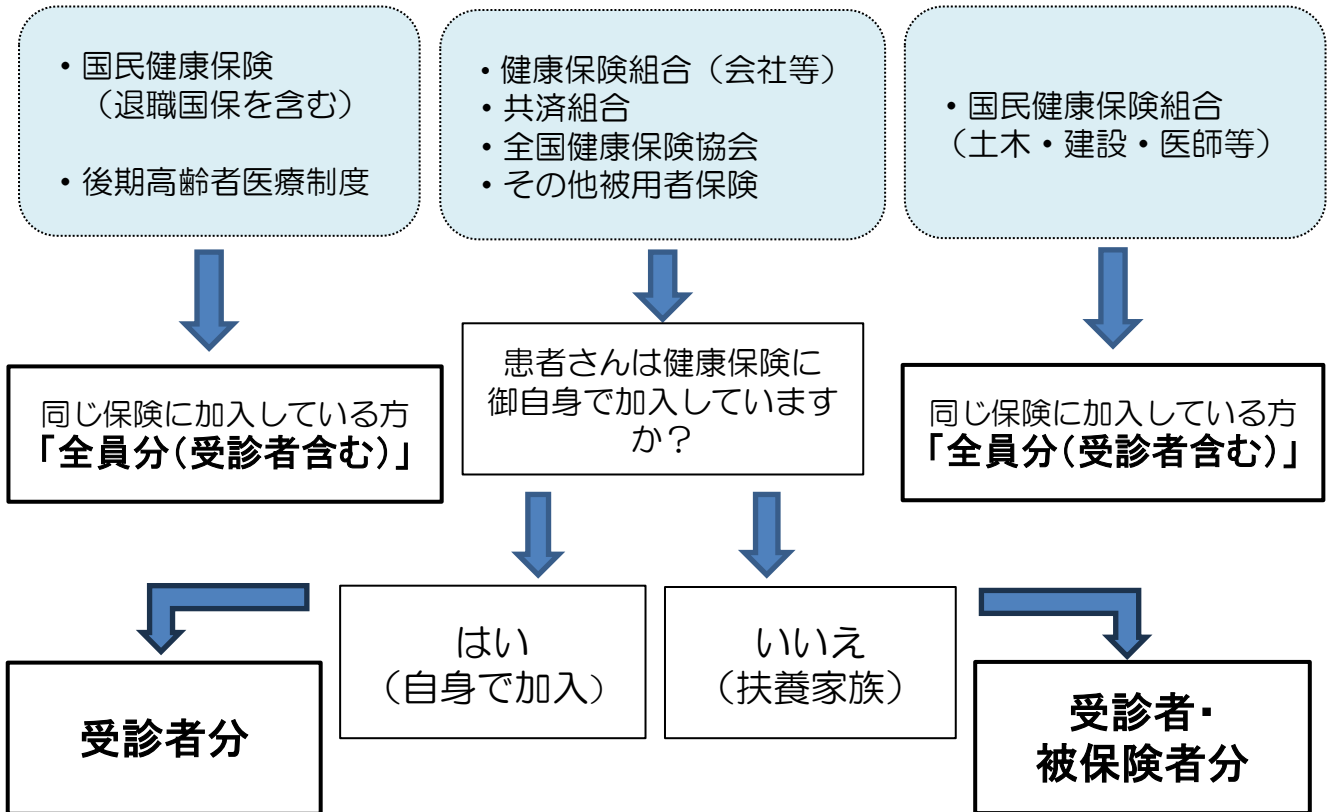 ・国民健康保険
（退職国保を含む）
・後期高齢者医療制度
・健康保険組合（会社等）
・共済組合
・全国健康保険協会
・その他被用者保険
・国民健康保険組合
（土木・建設・医師等）
同じ保険に加入している方
「全員分（受診者含む）」
患者さんは健康保険に
御自身で加入しています
か？
同じ保険に加入している方
「全員分（受診者含む）」
はい
（自身で加入）
いいえ
（扶養家族）
受診者分
受診者・
被保険者分